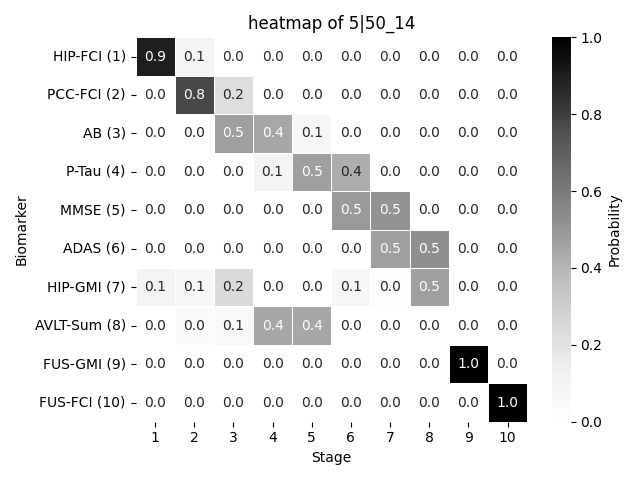 heatmap of 5|50_14
HIP-FCI (1) 0.9 0.1 0.0 0.0 0.0 0.0 0.0 0.0 0.0 0.0
PCC-FCI (2) 0.0 0.8 0.2 0.0 0.0 0.0 0.0 0.0 0.0 0.0
AB (3) 0.0 0.0 0.5 0.4 0.1 0.0 0.0 0.0 0.0 0.0
P-Tau (4) 0.0 0.0 0.0 0.1 0.5 0.4 0.0 0.0 0.0 0.0
MMSE (5) 0.0 0.0 0.0 0.0 0.0 0.5 0.5 0.0 0.0 0.0
ADAS (6) 0.0 0.0 0.0 0.0 0.0 0.0 0.5 0.5 0.0 0.0
HIP-GMI (7) 0.1 0.1 0.2 0.0 0.0 0.1 0.0 0.5 0.0 0.0
AVLT-Sum (8) 0.0 0.0 0.1 0.4 0.4 0.0 0.0 0.0 0.0 0.0
FUS-GMI (9) 0.0 0.0 0.0 0.0 0.0 0.0 0.0 0.0 1.0 0.0
FUS-FCI (10) 0.0 0.0 0.0 0.0 0.0 0.0 0.0 0.0 0.0 1.0
1 2 3 4 5 6 7 8 9 10
Stage
Biomarker
1.0
0.8
0.6
0.4
0.2
0.0
Probability